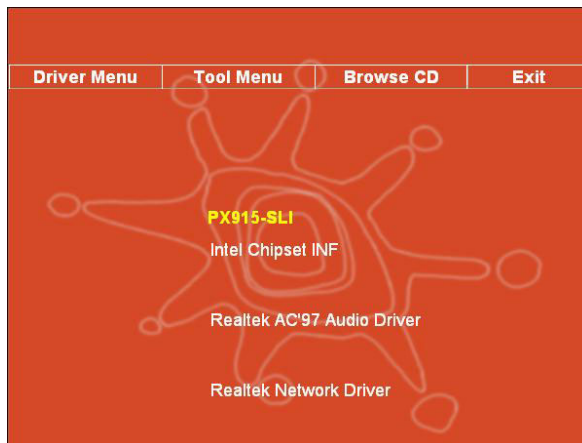 Driver Menu Tool Menu Browse CD Exit
PX915-SLI
Intel Chipset INF
Realtek AC'97 Audio Driver
Realtek Network Driver